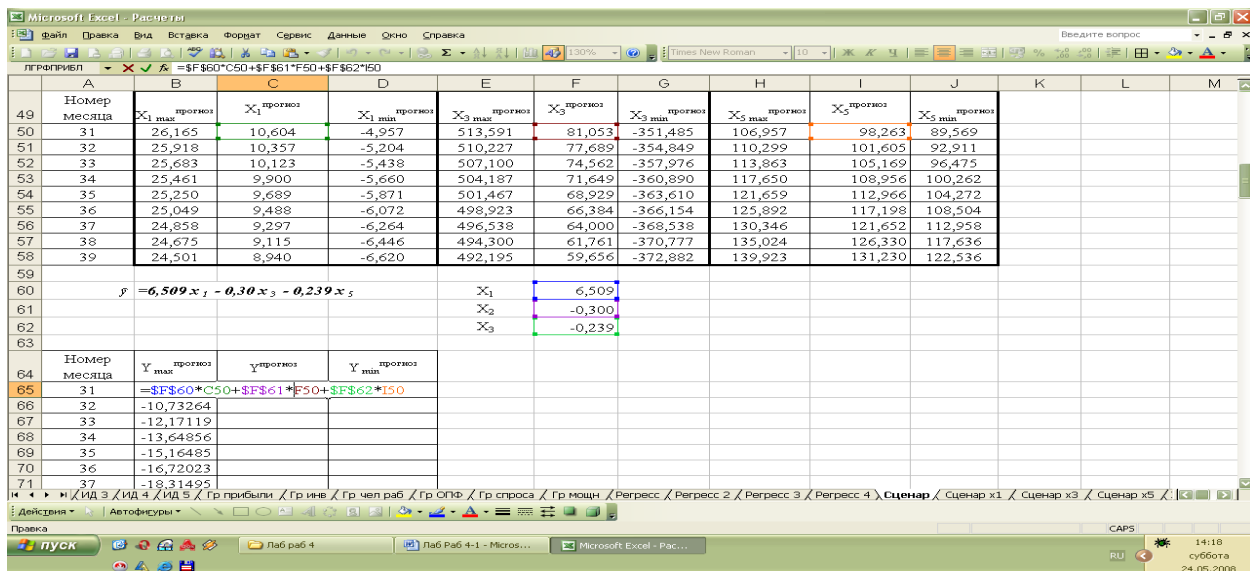 Microsoft Excel - Расчеты
Файл Правка Вид Вставка Формат Сервис Данные Окно Справка Введите вопрос
130% Times New Roman 10 Ж К Ч
ЛГРФПРИБЛ =$F$60*C50+$F$61*F50+$F$62*I50
A B C D E F G H I J K L M
49 Номер месяца X1 max прогноз X1 прогноз X1 min прогноз X3 max прогноз X3 прогноз X3 min прогноз X5 max прогноз X5 прогноз X5 min прогноз
50 31 26,165 10,604 -4,957 513,591 81,053 -351,485 106,957 98,263 89,569
51 32 25,918 10,357 -5,204 510,227 77,689 -354,849 110,299 101,605 92,911
52 33 25,683 10,123 -5,438 507,100 74,562 -357,976 113,863 105,169 96,475
53 34 25,461 9,900 -5,660 504,187 71,649 -360,890 117,650 108,956 100,262
54 35 25,250 9,689 -5,871 501,467 68,929 -363,610 121,659 112,966 104,272
55 36 25,049 9,488 -6,072 498,923 66,384 -366,154 125,892 117,198 108,504
56 37 24,858 9,297 -6,264 496,538 64,000 -368,538 130,346 121,652 112,958
57 38 24,675 9,115 -6,446 494,300 61,761 -370,777 135,024 126,330 117,636
58 39 24,501 8,940 -6,620 492,195 59,656 -372,882 139,923 131,230 122,536
59
60 ŷ =6,509 x 1 - 0,30 x 3 - 0,239 x 5 X1 6,509
61 X2 -0,300
62 X3 -0,239
63
64 Номер месяца Y max прогноз Y прогноз Y min прогноз
65 31 =$F$60*C50+$F$61*F50+$F$62*I50
66 32 -10,73264
67 33 -12,17119
68 34 -13,64856
69 35 -15,16485
70 36 -16,72023
71 37 -18,31495
ИД 3 / ИД 4 / ИД 5 / Гр прибыли / Гр инв / Гр чел раб / Гр ОПФ / Гр спроса / Гр мощн / Регресс / Регресс 2 / Регресс 3 / Регресс 4 \ Сценар / Сценар x1 / Сценар x3 / Сценар x5 /
Действия Автофигуры
Правка CAPS
пуск Лаб раб 4 Лаб Раб 4-1 - Micros... Microsoft Excel - Рас... RU 14:18
суббота
24.05.2008